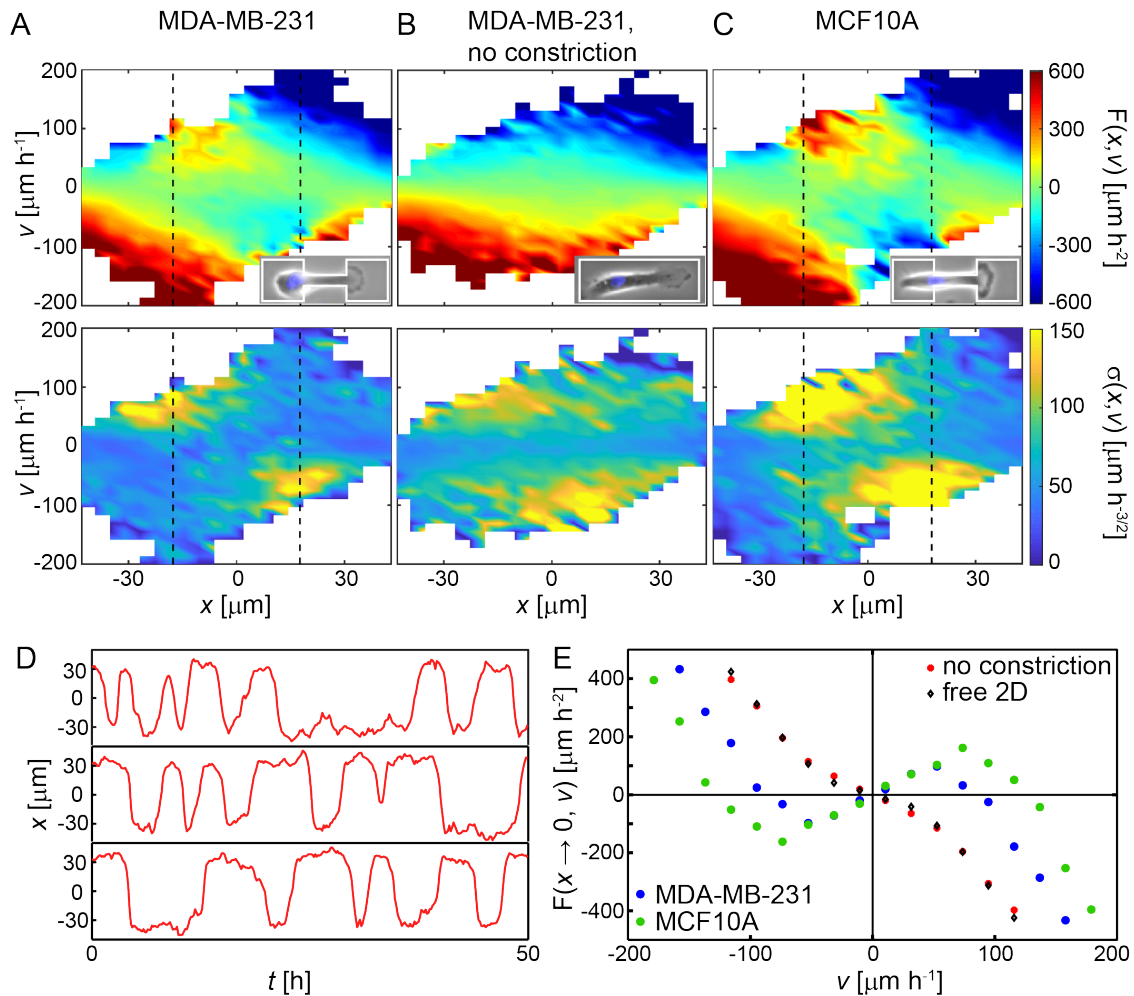 A MDA-MB-231
B MDA-MB-231,
no constriction
C MCF10A
200
100
0
-100
-200
v [μm h⁻¹]
600
300
0
-300
-600
F(x,v) [μm h⁻²]
200
100
0
-100
-200
v [μm h⁻¹]
-30 0 30
x [μm]
-30 0 30
x [μm]
-30 0 30
x [μm]
150
100
50
0
σ(x,v) [μm h⁻³/²]
D
30
0
-30
30
0
-30
30
0
-30
x [μm]
0 50
t [h]
E
400
200
0
-200
-400
F(x → 0, v) [μm h⁻²]
no constriction
free 2D
MDA-MB-231
MCF10A
-200 -100 0 100 200
v [μm h⁻¹]